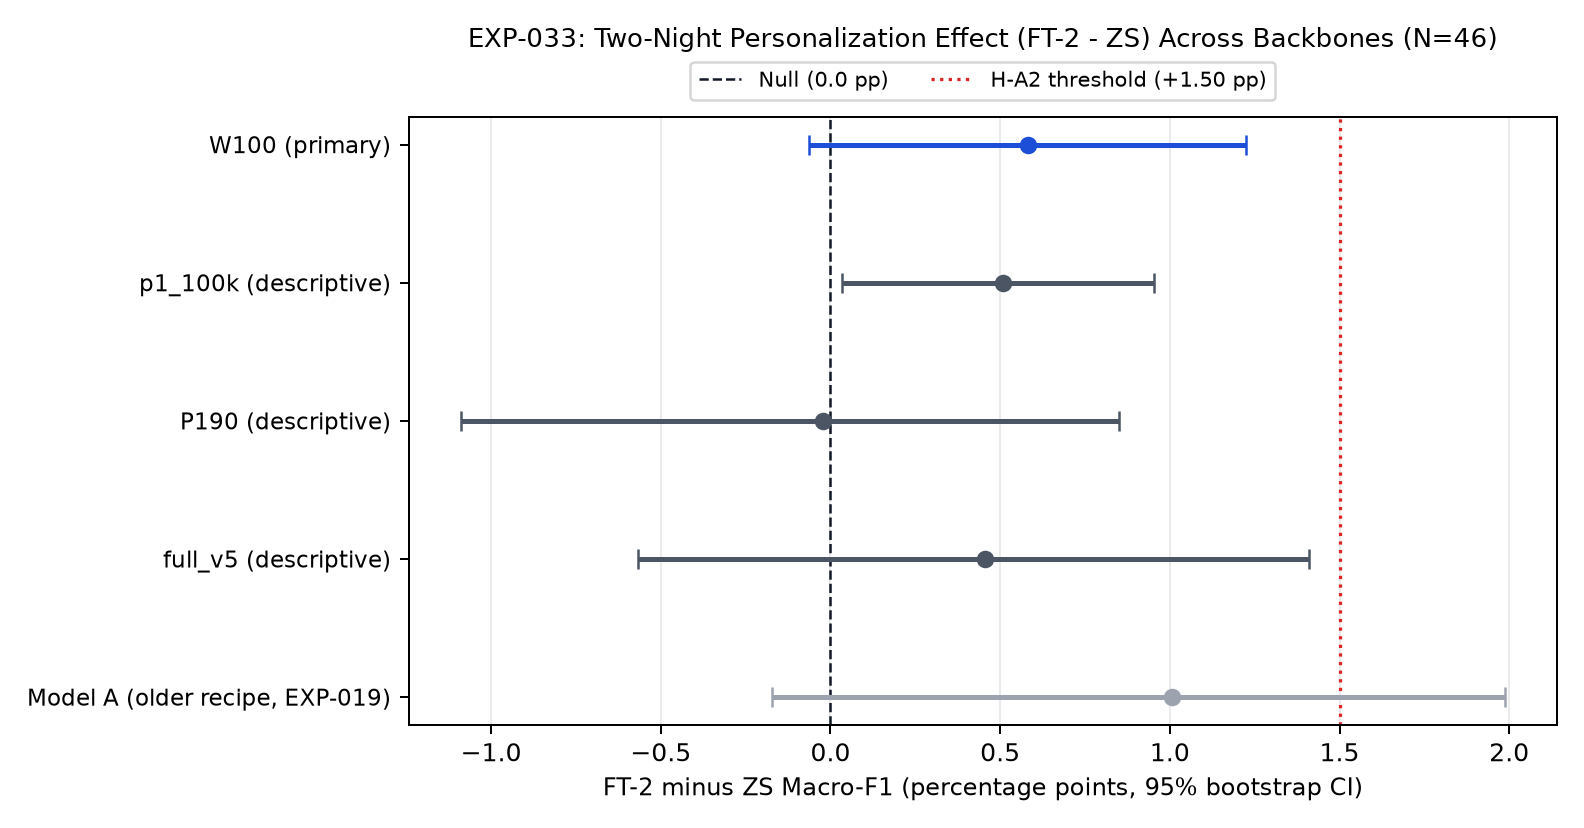 EXP-033: Two-Night Personalization Effect (FT-2 - ZS) Across Backbones (N=46)
Null (0.0 pp) H-A2 threshold (+1.50 pp)
W100 (primary)
p1_100k (descriptive)
P190 (descriptive)
full_v5 (descriptive)
Model A (older recipe, EXP-019)
−1.0 −0.5 0.0 0.5 1.0 1.5 2.0
FT-2 minus ZS Macro-F1 (percentage points, 95% bootstrap CI)